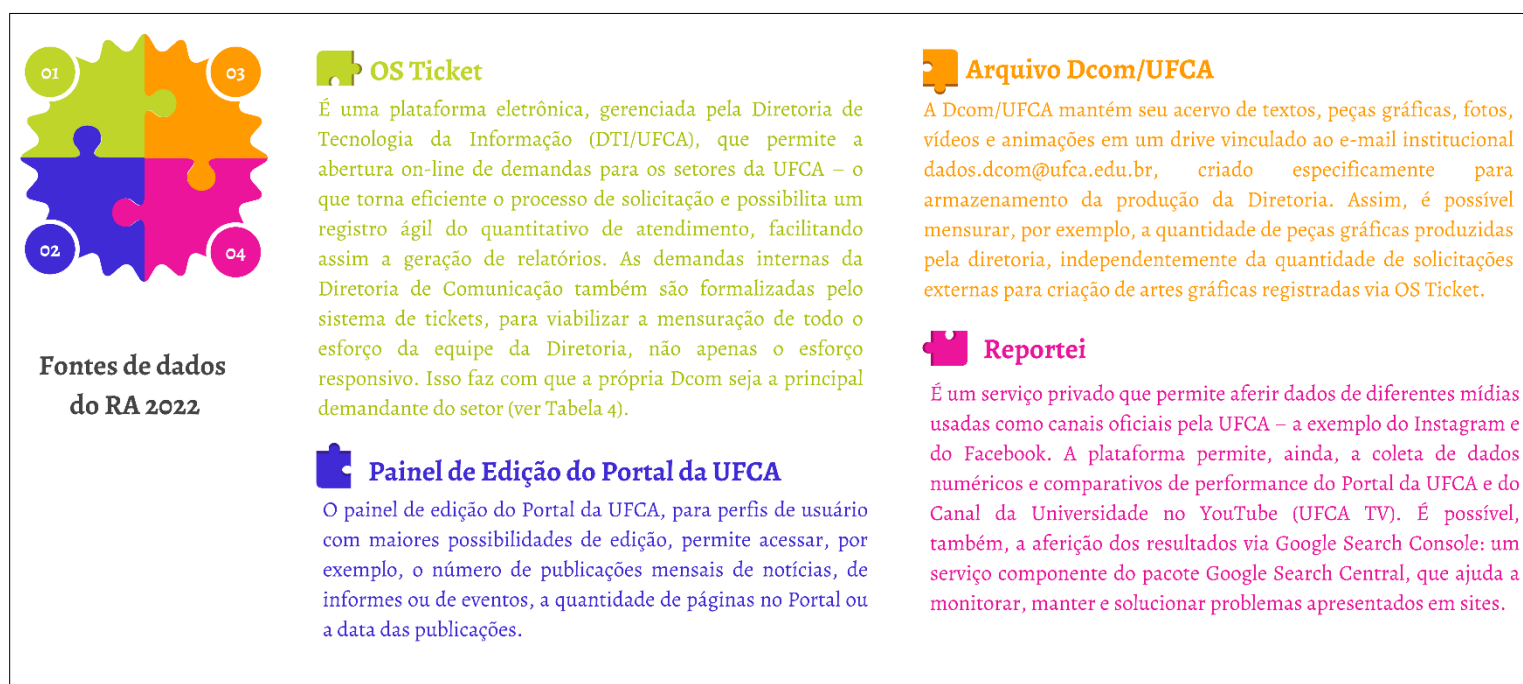 01
03
02
04
Fontes de dados
do RA 2022
OS Ticket
É uma plataforma eletrônica, gerenciada pela Diretoria de
Tecnologia da Informação (DTI/UFCA), que permite a
abertura on-line de demandas para os setores da UFCA – o
que torna eficiente o processo de solicitação e possibilita um
registro ágil do quantitativo de atendimento, facilitando
assim a geração de relatórios. As demandas internas da
Diretoria de Comunicação também são formalizadas pelo
sistema de tickets, para viabilizar a mensuração de todo o
esforço da equipe da Diretoria, não apenas o esforço
responsivo. Isso faz com que a própria Dcom seja a principal
demandante do setor (ver Tabela 4).
Painel de Edição do Portal da UFCA
O painel de edição do Portal da UFCA, para perfis de usuário
com maiores possibilidades de edição, permite acessar, por
exemplo, o número de publicações mensais de notícias, de
informes ou de eventos, a quantidade de páginas no Portal ou
a data das publicações.
Arquivo Dcom/UFCA
A Dcom/UFCA mantém seu acervo de textos, peças gráficas, fotos,
vídeos e animações em um drive vinculado ao e-mail institucional
dados.dcom@ufca.edu.br, criado especificamente para
armazenamento da produção da Diretoria. Assim, é possível
mensurar, por exemplo, a quantidade de peças gráficas produzidas
pela diretoria, independentemente da quantidade de solicitações
externas para criação de artes gráficas registradas via OS Ticket.
Reportei
É um serviço privado que permite aferir dados de diferentes mídias
usadas como canais oficiais pela UFCA – a exemplo do Instagram e
do Facebook. A plataforma permite, ainda, a coleta de dados
numéricos e comparativos de performance do Portal da UFCA e do
Canal da Universidade no YouTube (UFCA TV). É possível,
também, a aferição dos resultados via Google Search Console: um
serviço componente do pacote Google Search Central, que ajuda a
monitorar, manter e solucionar problemas apresentados em sites.